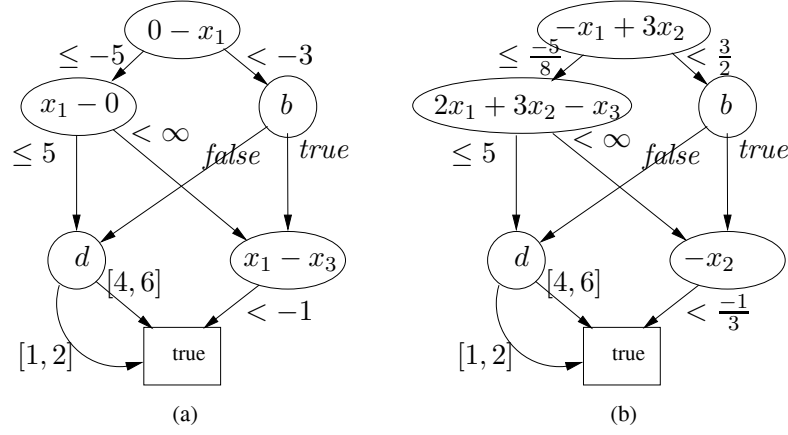 0 − x₁
≤ −5
< −3
x₁ − 0
b
≤ 5
< ∞
false
true
d
x₁ − x₃
[4, 6]
< −1
[1, 2]
true
(a)
−x₁ + 3x₂
≤ −5/8
< 3/2
2x₁ + 3x₂ − x₃
b
≤ 5
< ∞
false
true
d
−x₂
[4, 6]
< −1/3
[1, 2]
true
(b)